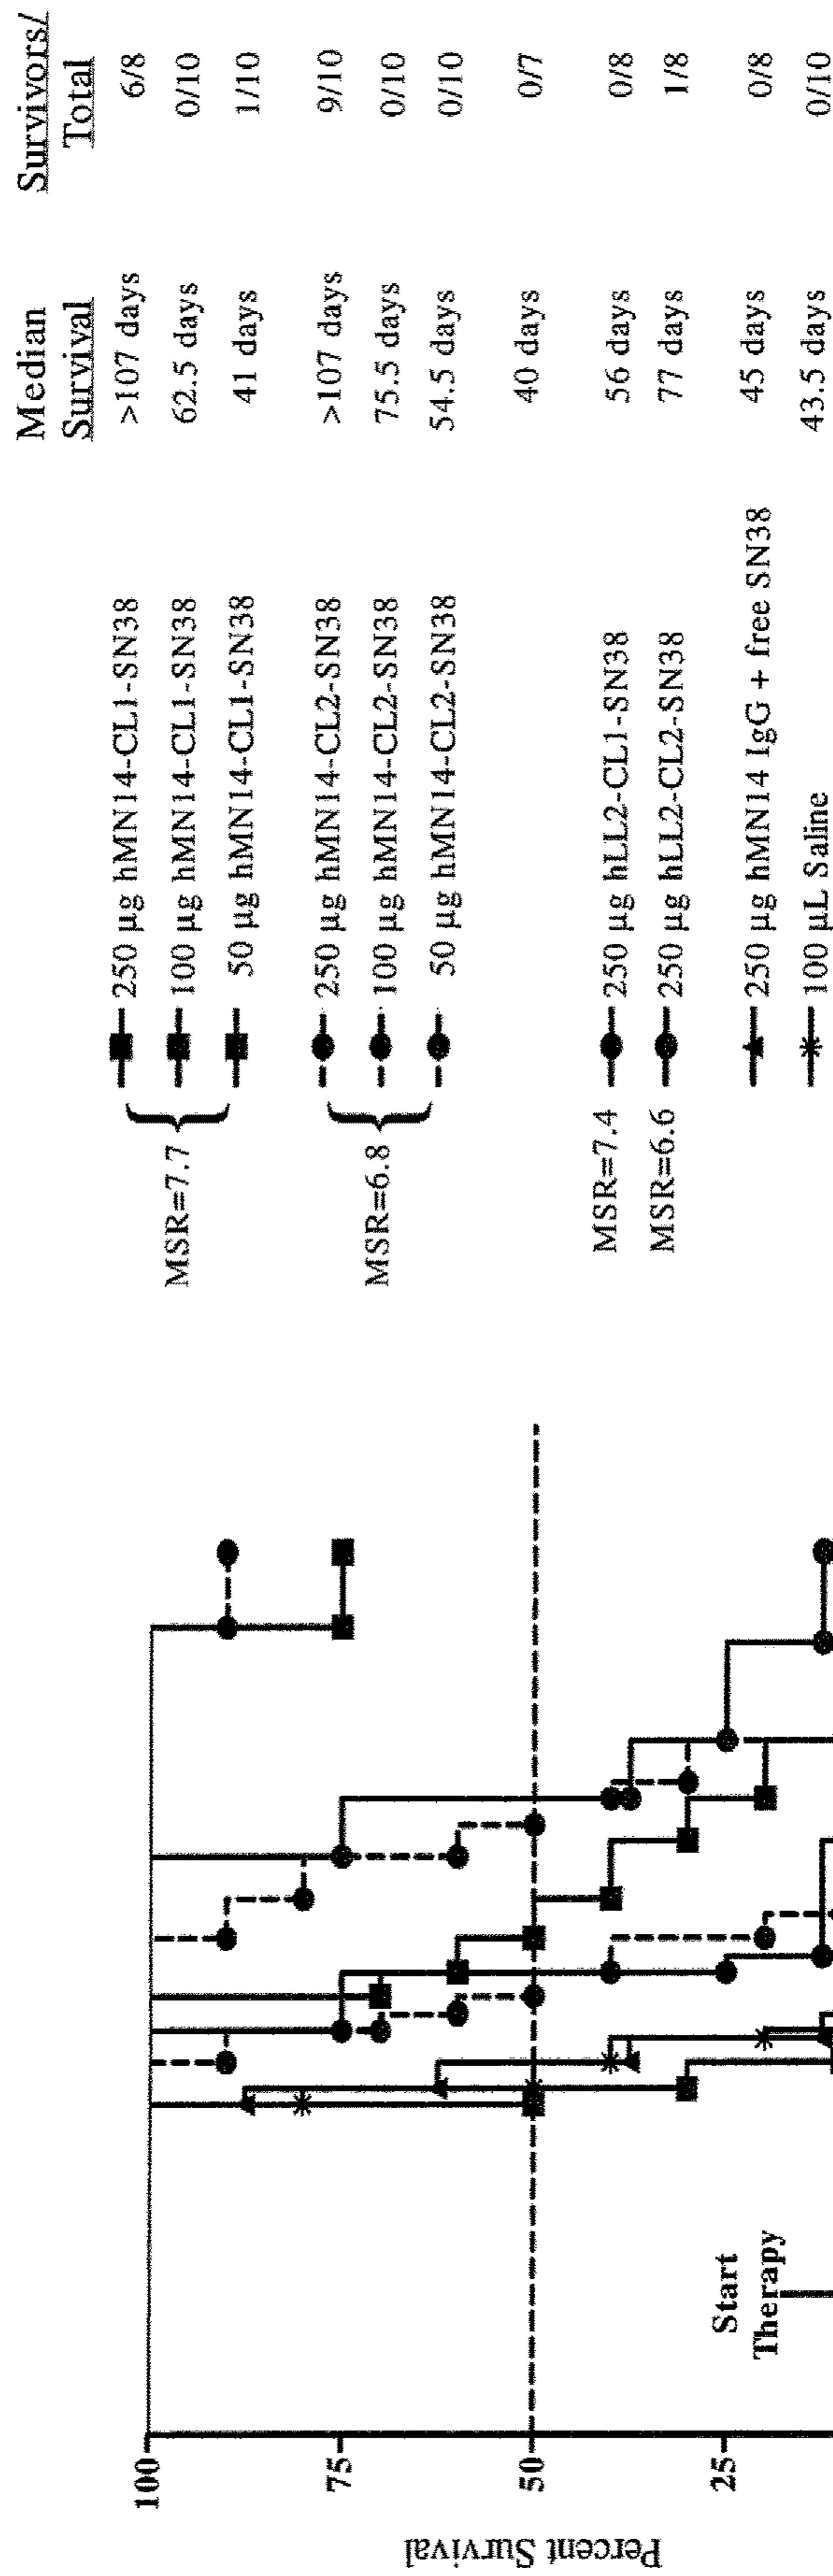 Median Survivors/
Survival Total
MSR=7.7
250 µg hMN14-CL1-SN38 >107 days 6/8
100 µg hMN14-CL1-SN38 62.5 days 0/10
50 µg hMN14-CL1-SN38 41 days 1/10
MSR=6.8
250 µg hMN14-CL2-SN38 >107 days 9/10
100 µg hMN14-CL2-SN38 75.5 days 0/10
50 µg hMN14-CL2-SN38 54.5 days 0/10
40 days 0/7
MSR=7.4 250 µg hLL2-CL1-SN38 56 days 0/8
MSR=6.6 250 µg hLL2-CL2-SN38 77 days 1/8
250 µg hMN14 IgG + free SN38 45 days 0/8
100 µL Saline 43.5 days 0/10
Percent Survival
100
75
50
25
Start
Therapy